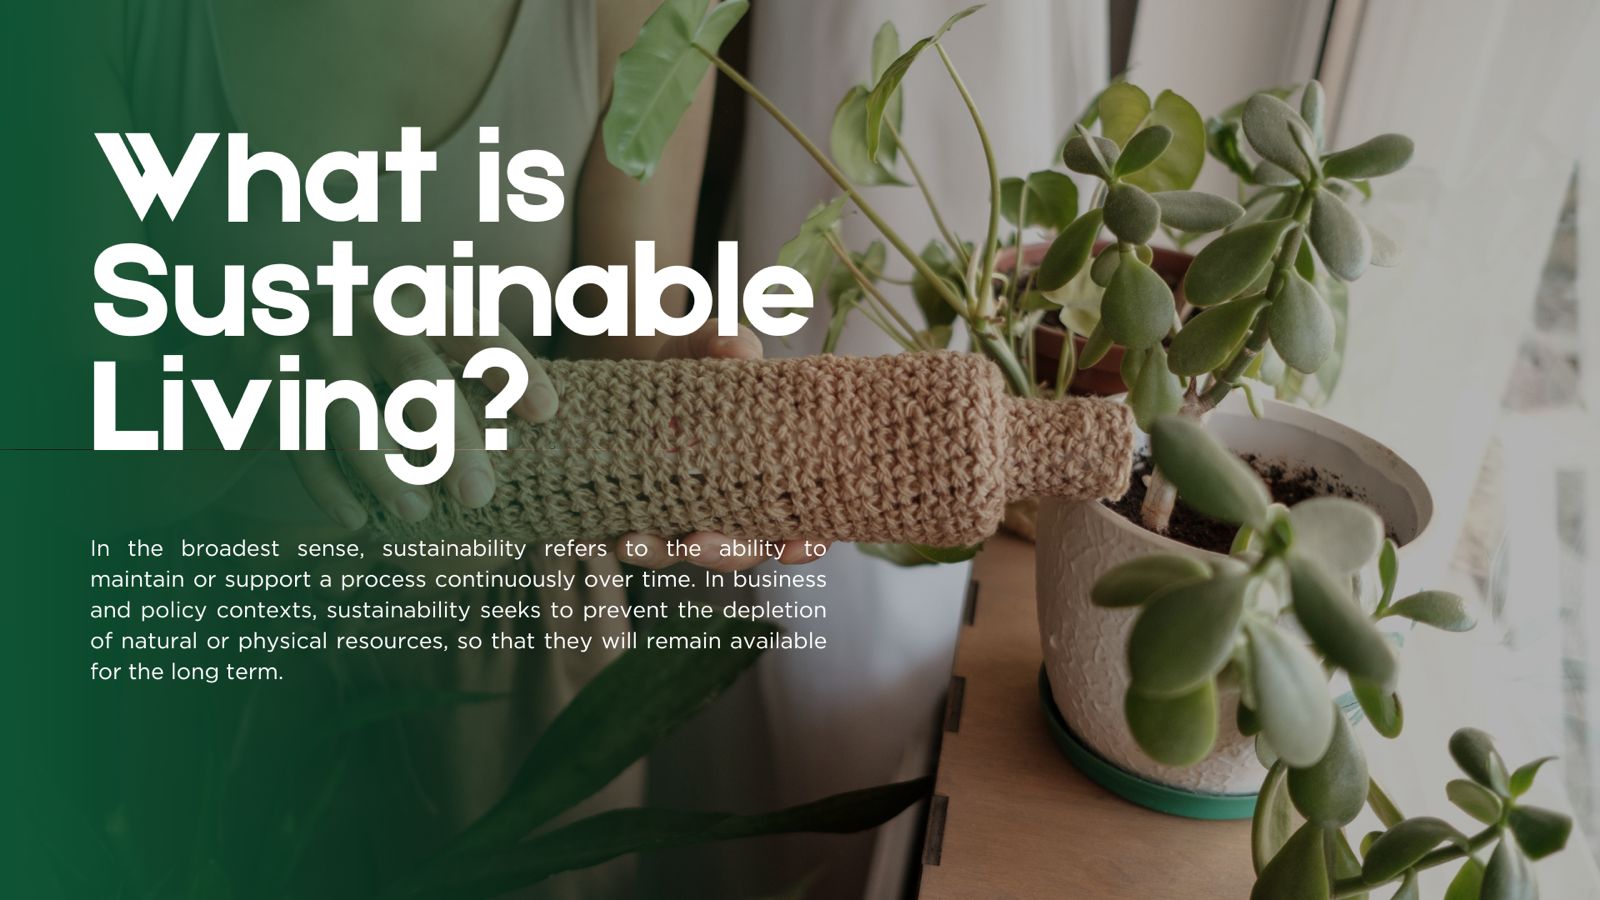 What is
Sustainable
Living?
In the broadest sense, sustainability refers to the ability to
maintain or support a process continuously over time. In business
and policy contexts, sustainability seeks to prevent the depletion
of natural or physical resources, so that they will remain available
for the long term.